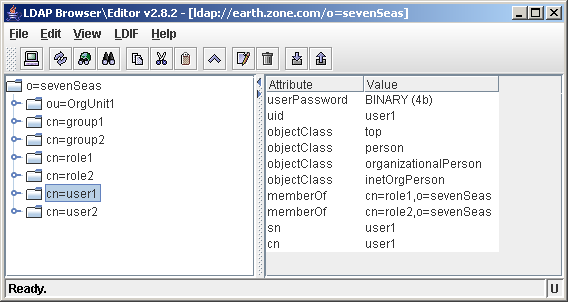 LDAP Browser\Editor v2.8.2 - [ldap://earth.zone.com/o=sevenSeas]
File Edit View LDIF Help
o=sevenSeas
ou=OrgUnit1
cn=group1
cn=group2
cn=role1
cn=role2
cn=user1
cn=user2
Attribute Value
userPassword BINARY (4b)
uid user1
objectClass top
objectClass person
objectClass organizationalPerson
objectClass inetOrgPerson
memberOf cn=role1,o=sevenSeas
memberOf cn=role2,o=sevenSeas
sn user1
cn user1
Ready. U